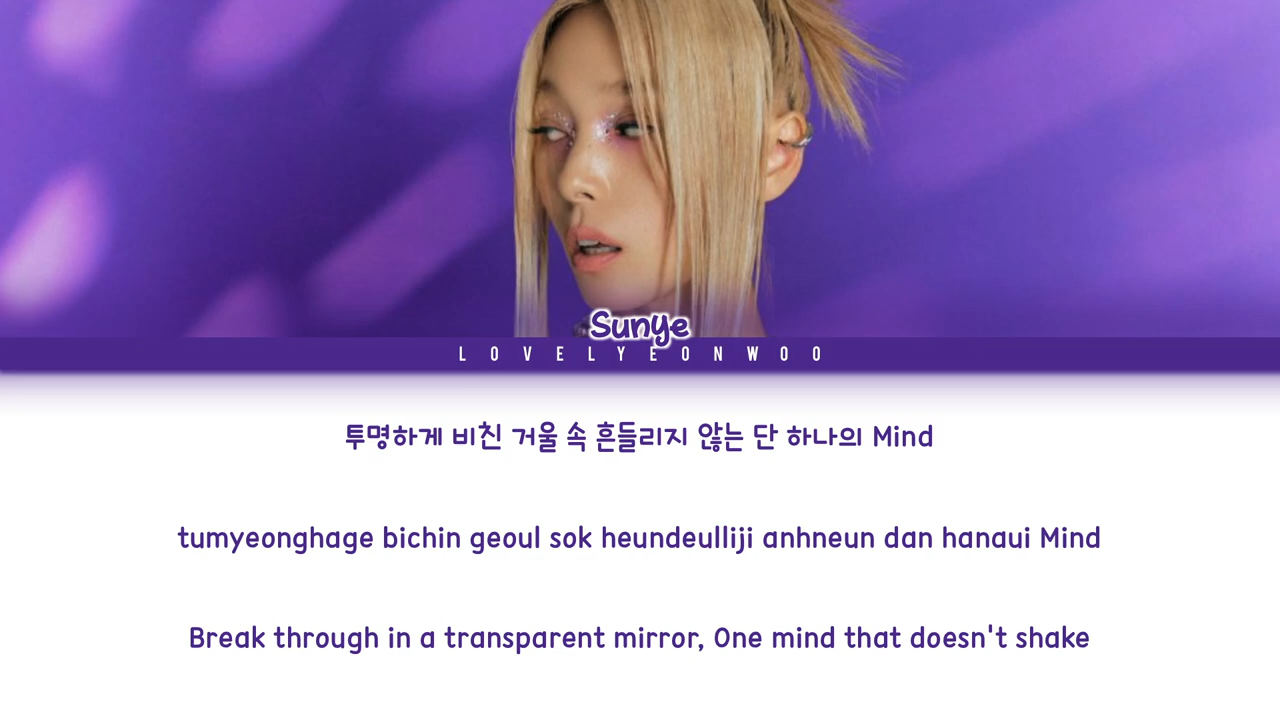 Sunye
LOVELYEONWOO
투명하게 비친 거울 속 흔들리지 않는 단 하나의 Mind
tumyeonghage bichin geoul sok heundeulliji anhneun dan hanaui Mind
Break through in a transparent mirror, One mind that doesn't shake